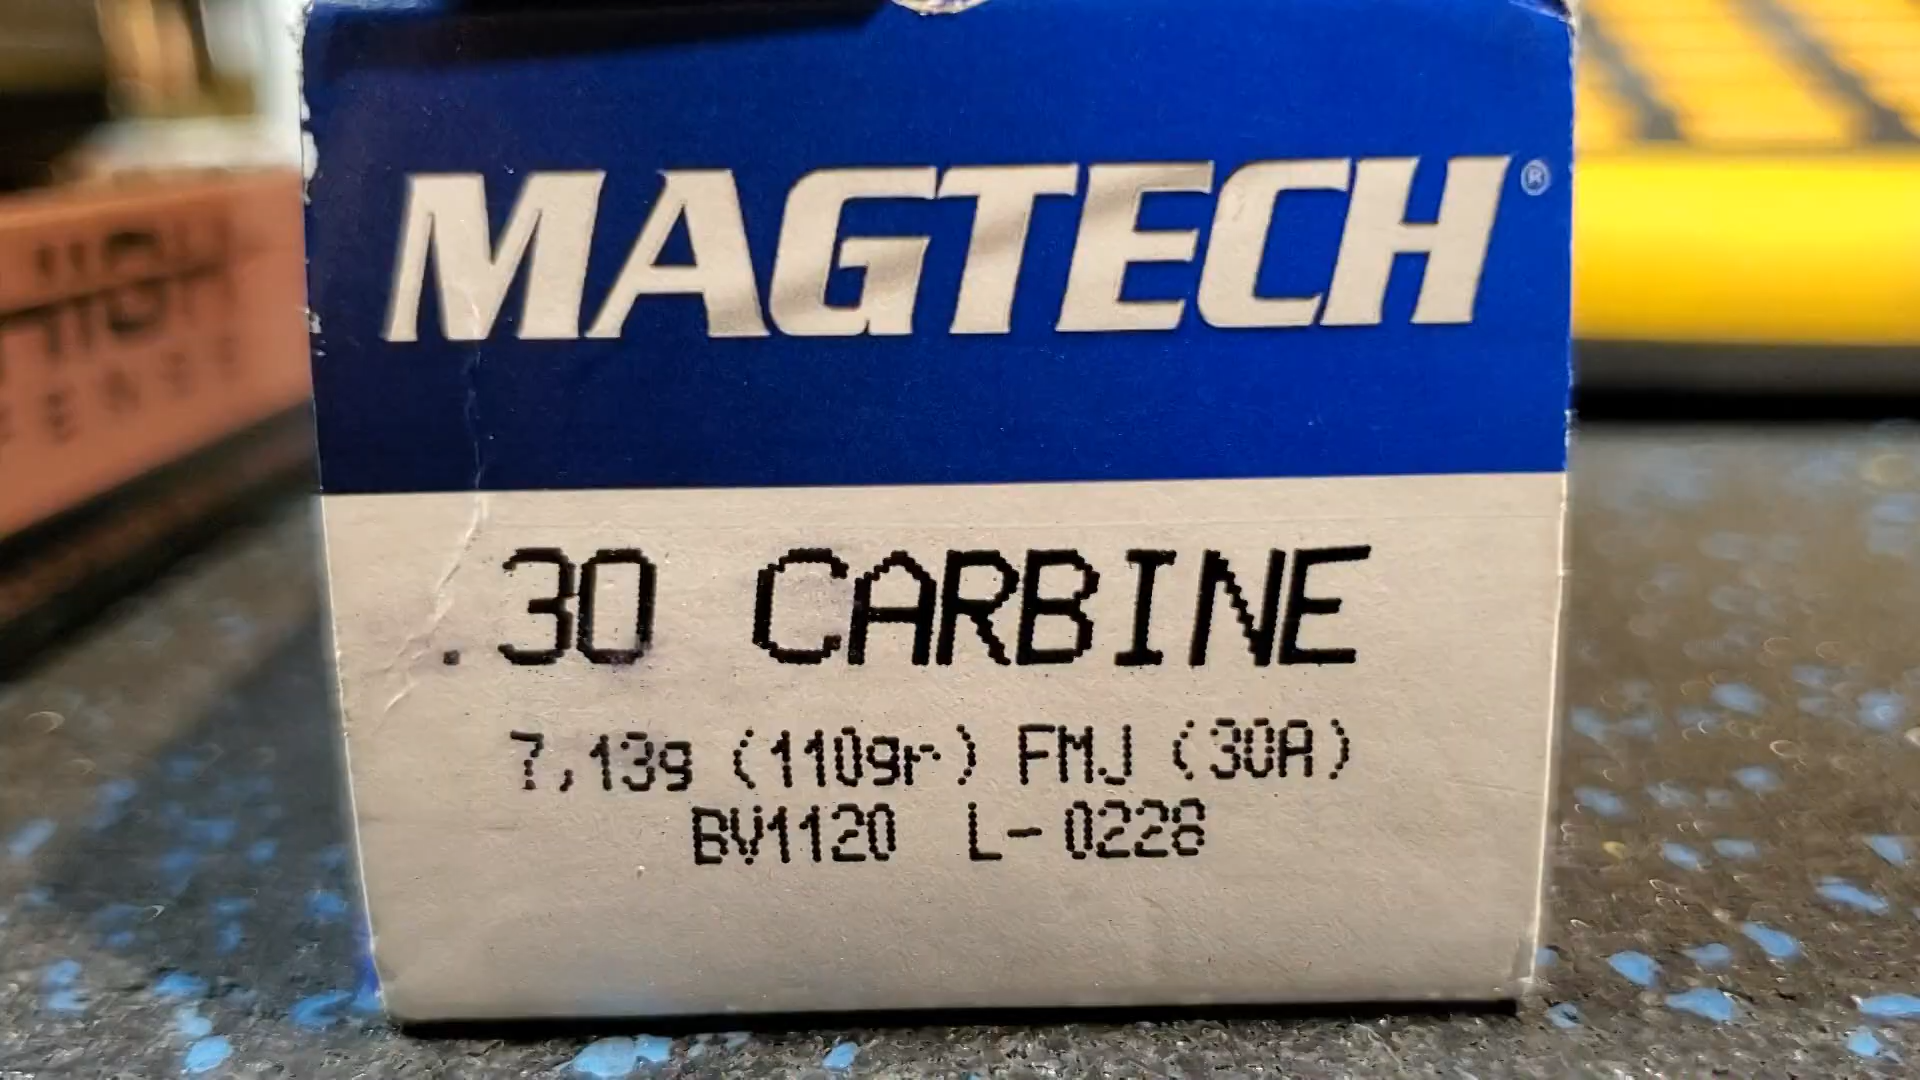 MAGTECH®
.30 CARBINE
7,13g (110gr) FMJ (30A)
BV1120 L-0228